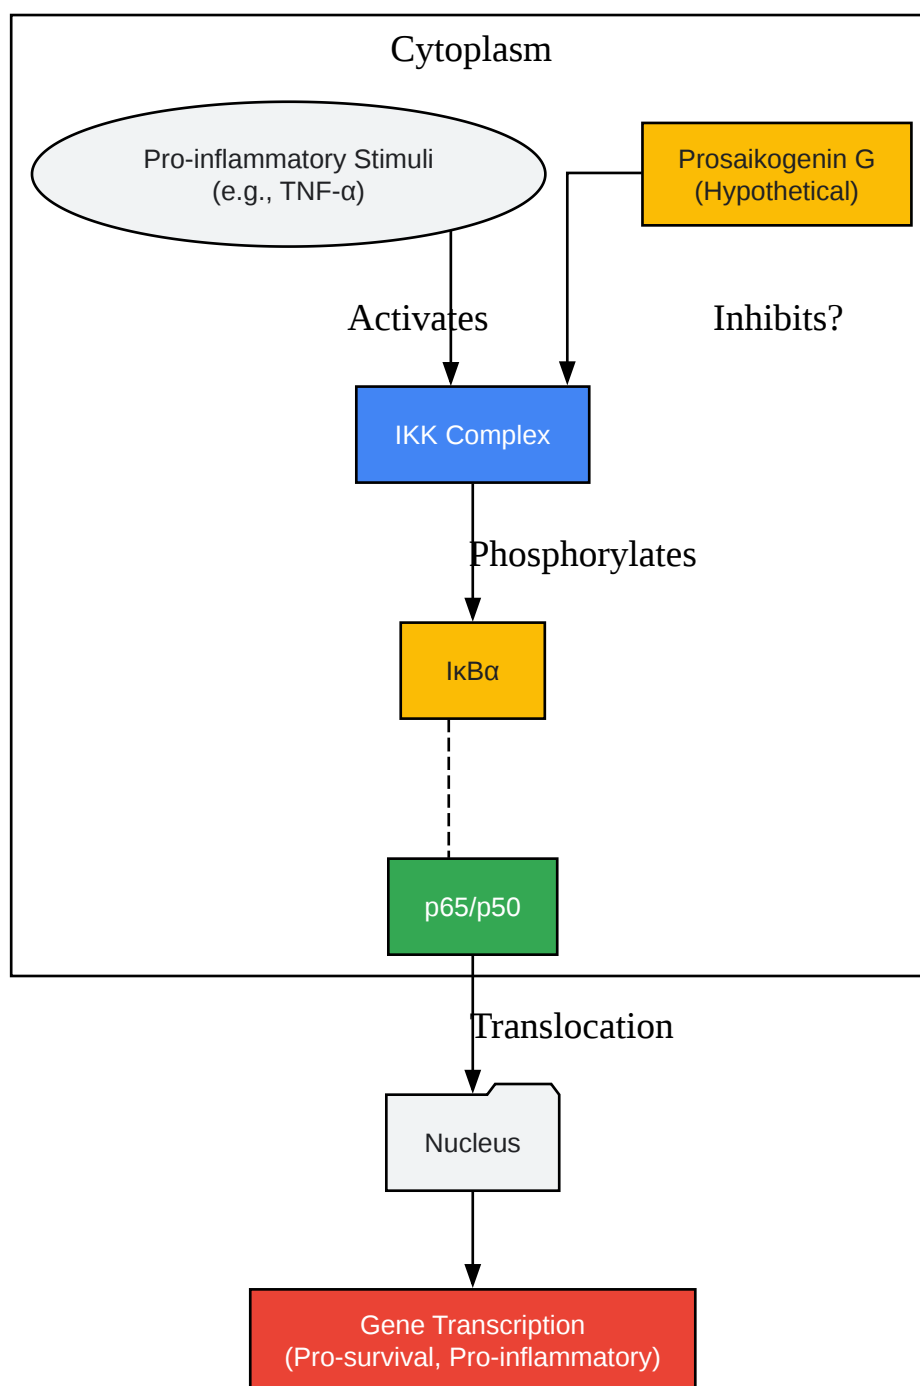 Cytoplasm
Pro-inflammatory Stimuli
(e.g., TNF-α)
Prosaikogenin G
(Hypothetical)
Activates
Inhibits?
IKK Complex
Phosphorylates
IκBα
p65/p50
Translocation
Nucleus
Gene Transcription
(Pro-survival, Pro-inflammatory)